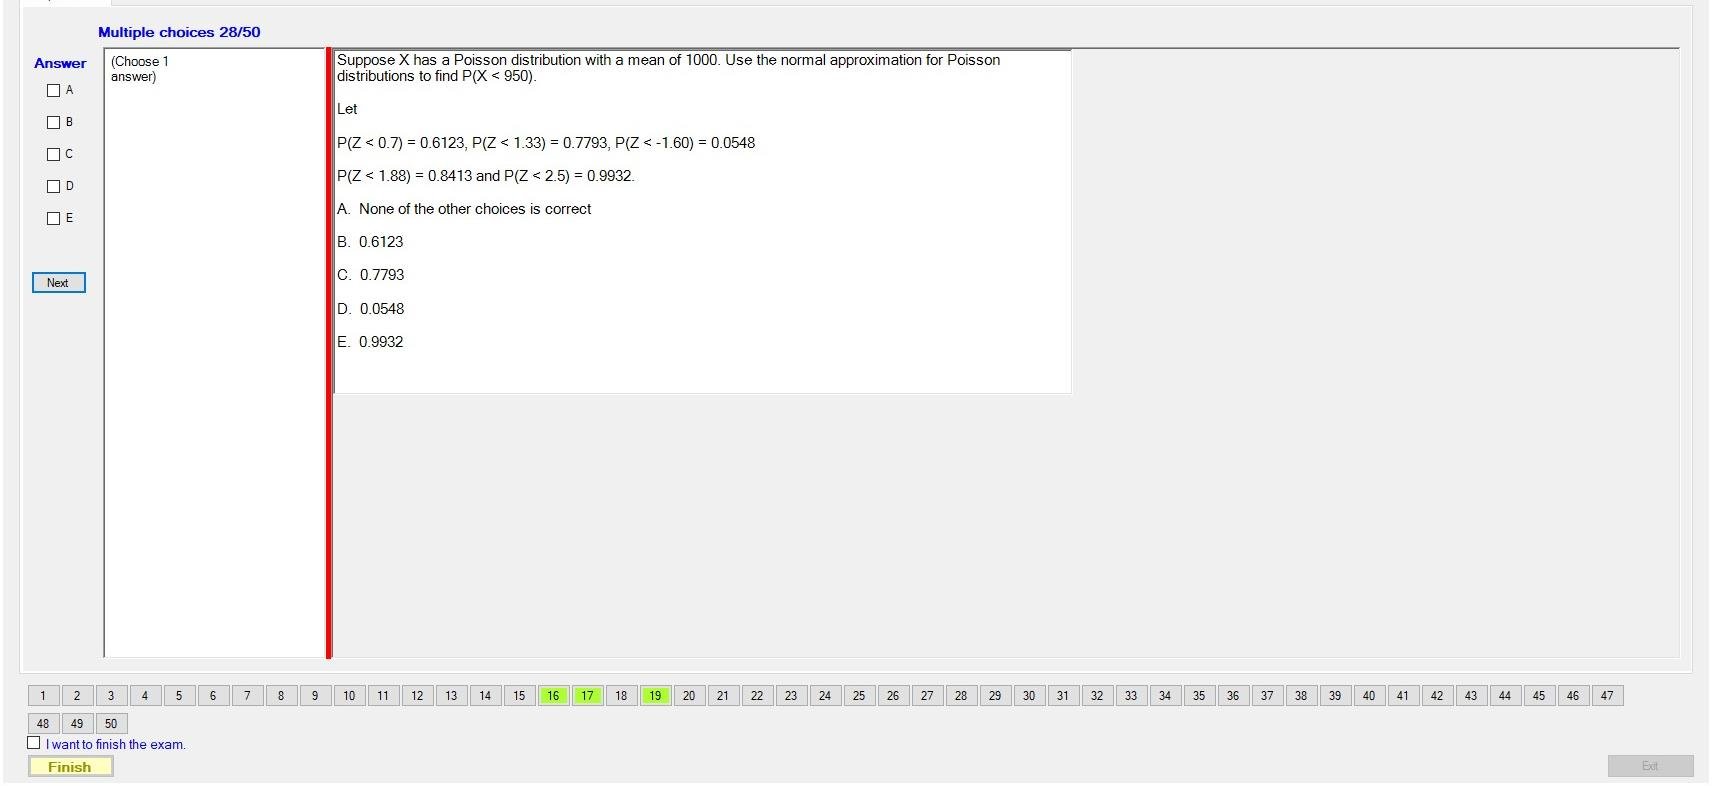 Multiple choices 28/50
Answer
(Choose 1
answer)
A
B
C
D
E
Next
Suppose X has a Poisson distribution with a mean of 1000. Use the normal approximation for Poisson
distributions to find P(X < 950).
Let
P(Z < 0.7) = 0.6123, P(Z < 1.33) = 0.7793, P(Z < -1.60) = 0.0548
P(Z < 1.88) = 0.8413 and P(Z < 2.5) = 0.9932.
A. None of the other choices is correct
B. 0.6123
C. 0.7793
D. 0.0548
E. 0.9932
1 2 3 4 5 6 7 8 9 10 11 12 13 14 15 16 17 18 19 20 21 22 23 24 25 26 27 28 29 30 31 32 33 34 35 36 37 38 39 40 41 42 43 44 45 46 47
48 49 50
I want to finish the exam.
Finish
Exit